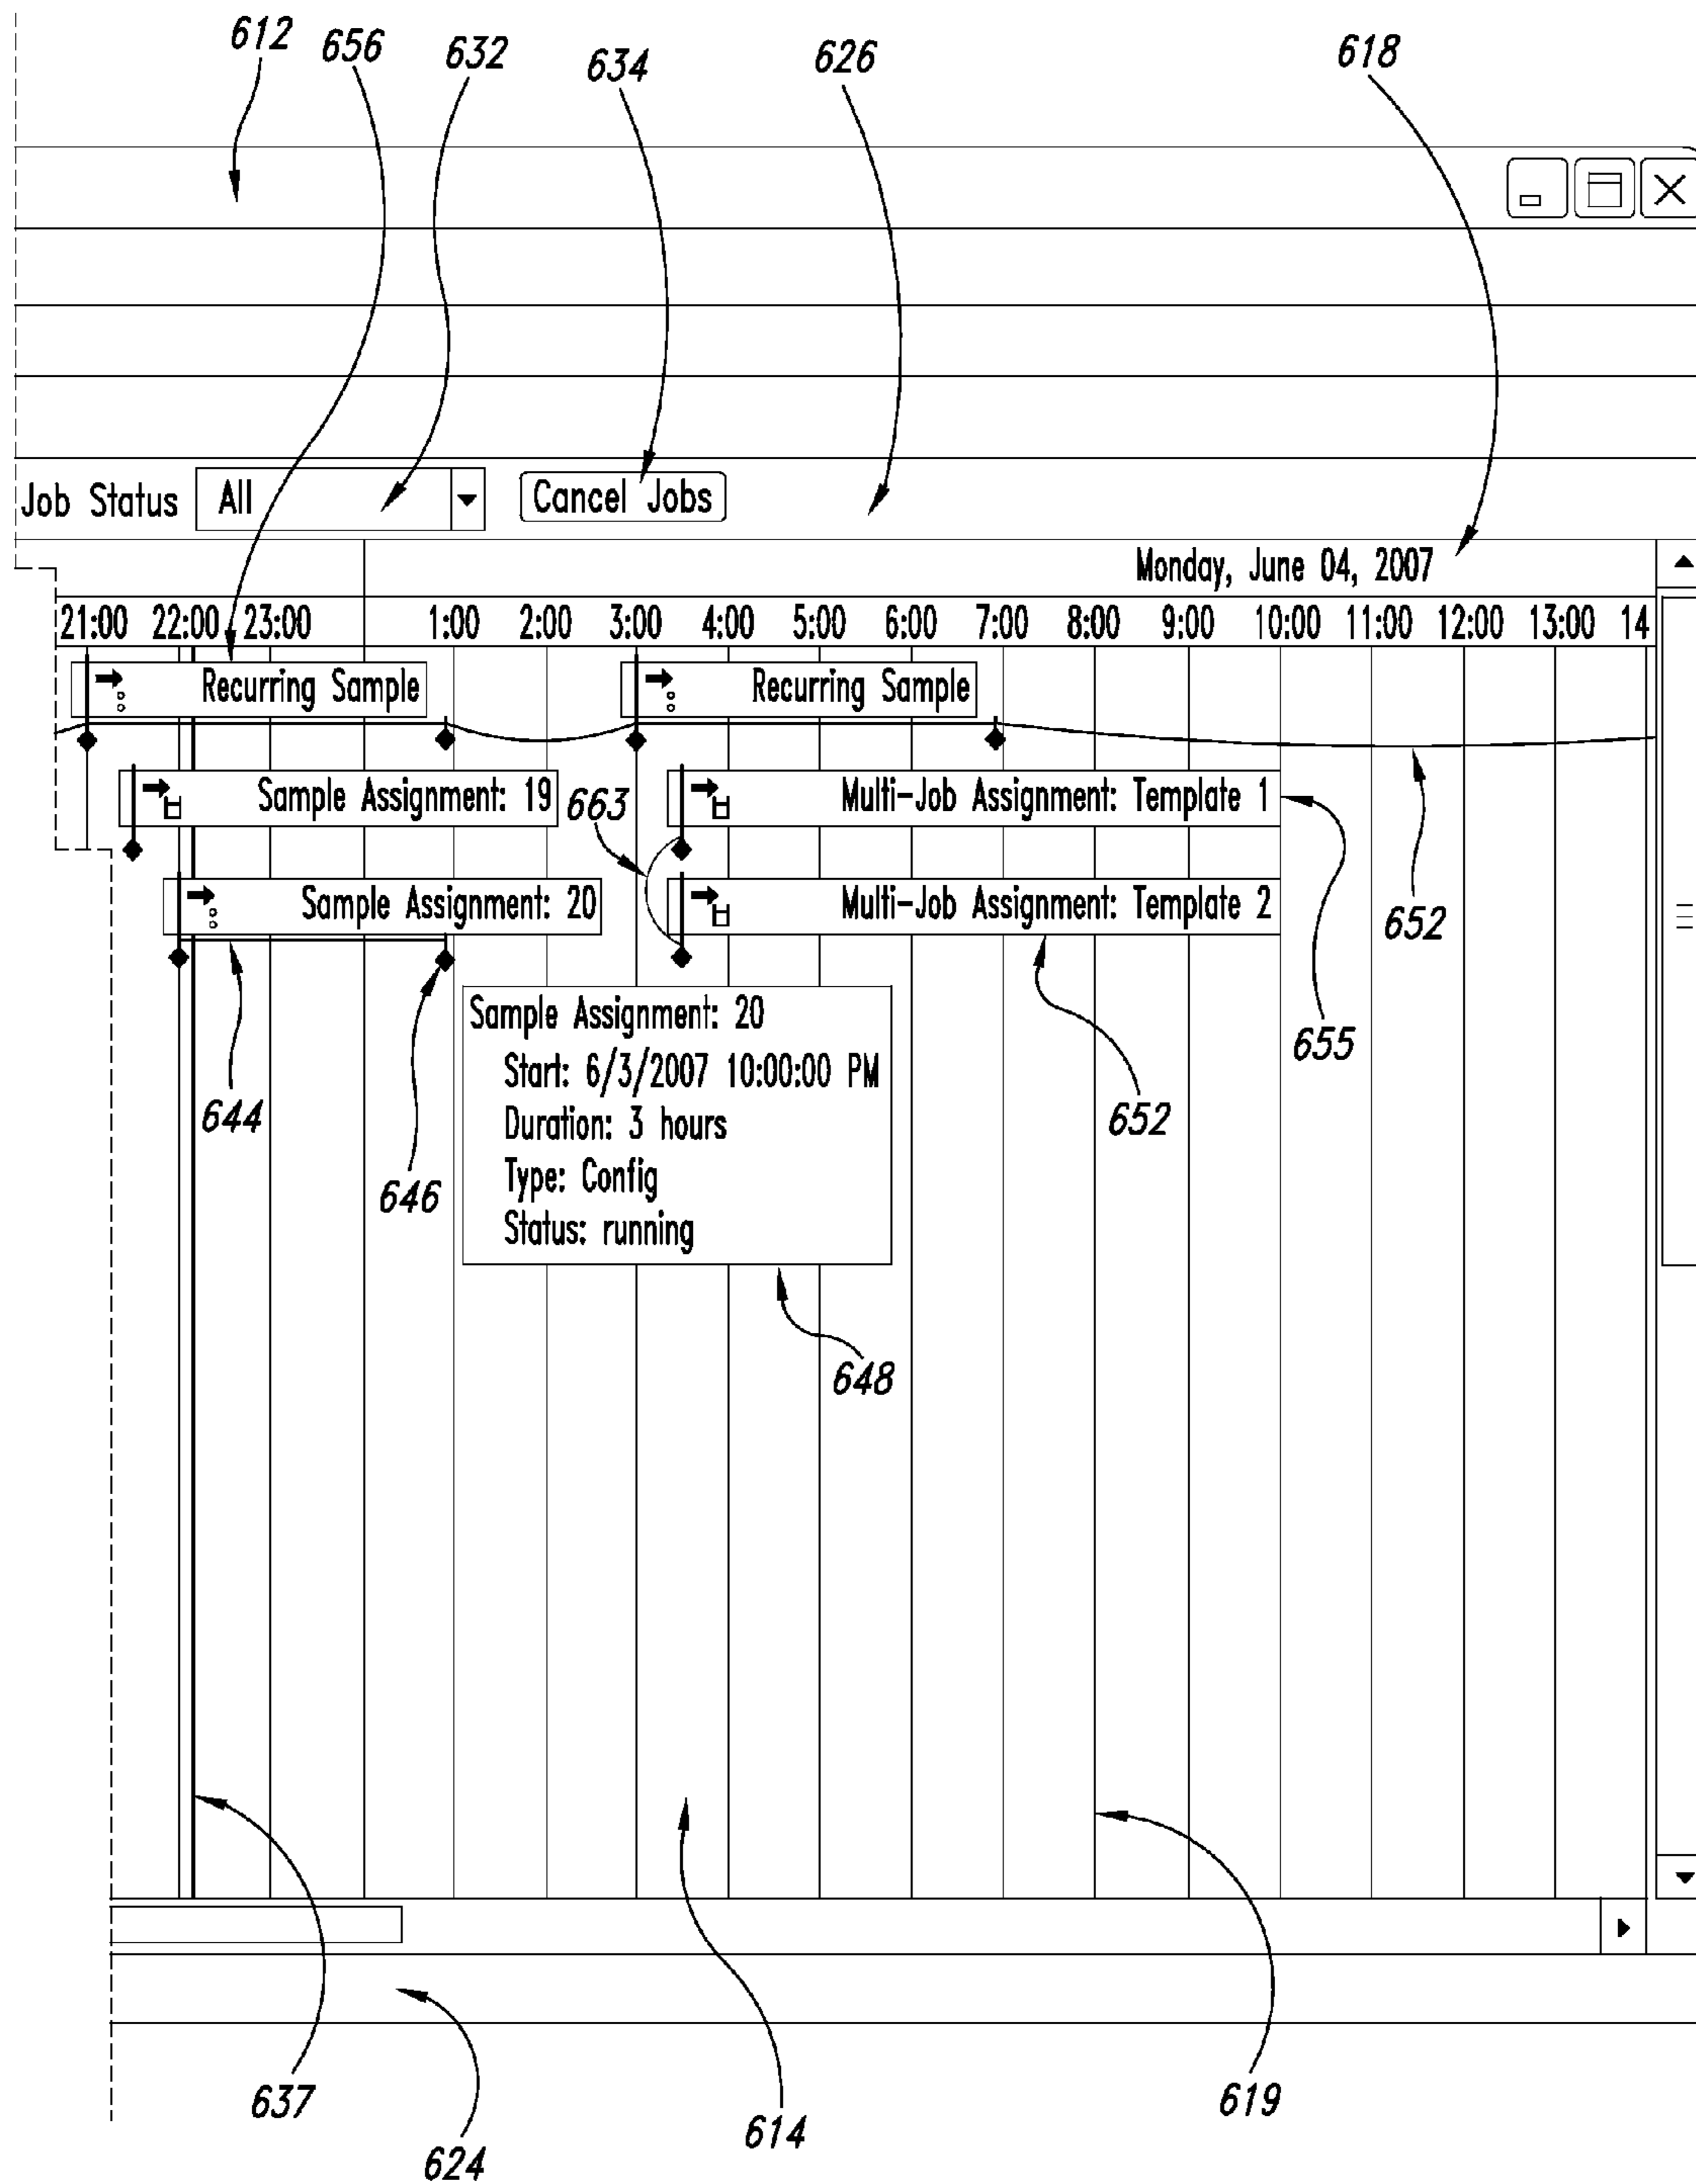 612 656 632 634 626 618
Job Status All Cancel Jobs
Monday, June 04, 2007
21:00 22:00 23:00 1:00 2:00 3:00 4:00 5:00 6:00 7:00 8:00 9:00 10:00 11:00 12:00 13:00 14
Recurring Sample Recurring Sample
Sample Assignment: 19 663 Multi-Job Assignment: Template 1
Sample Assignment: 20 Multi-Job Assignment: Template 2 652
Sample Assignment: 20
Start: 6/3/2007 10:00:00 PM 655
Duration: 3 hours
644 652
Type: Config
646
Status: running
648
637 619
614
624